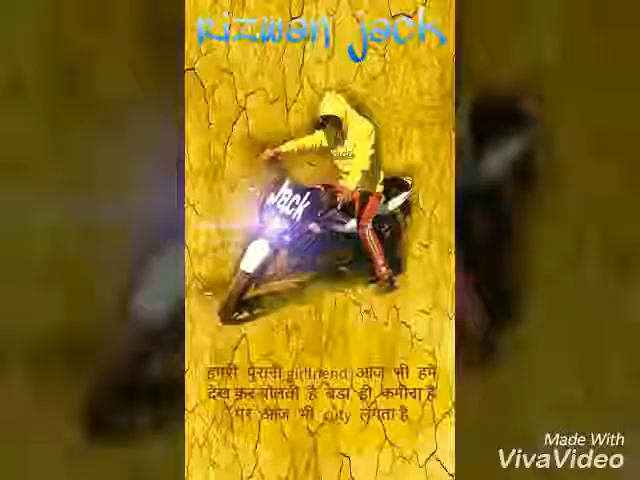 rizwan jack
Jack
हमारी पुरानी girlfriend आज भी हमे
देख कर बोलती है बडा ही कमीना है
पर आज भी cuty लगता है
Made With
VivaVideo